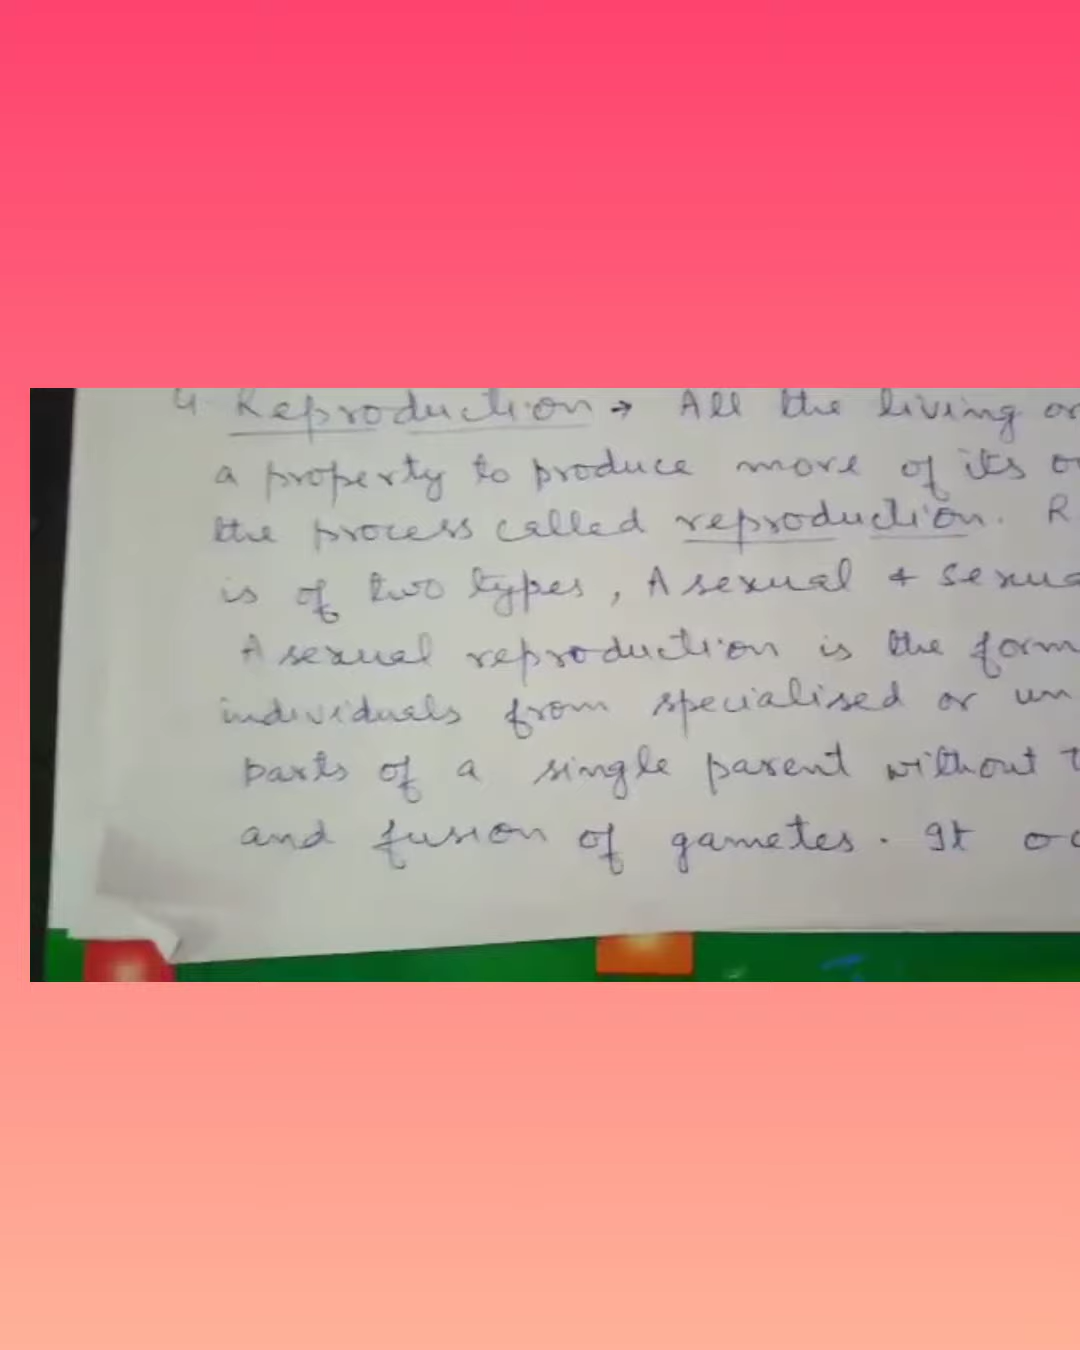 4. Reproduction → All the living or
a property to produce more of its o
the process called reproduction. R
is of two types, Asexual & sexua
Asexual reproduction is the form
individuals from specialised or un
parts of a single parent without t
and fusion of gametes. It oc